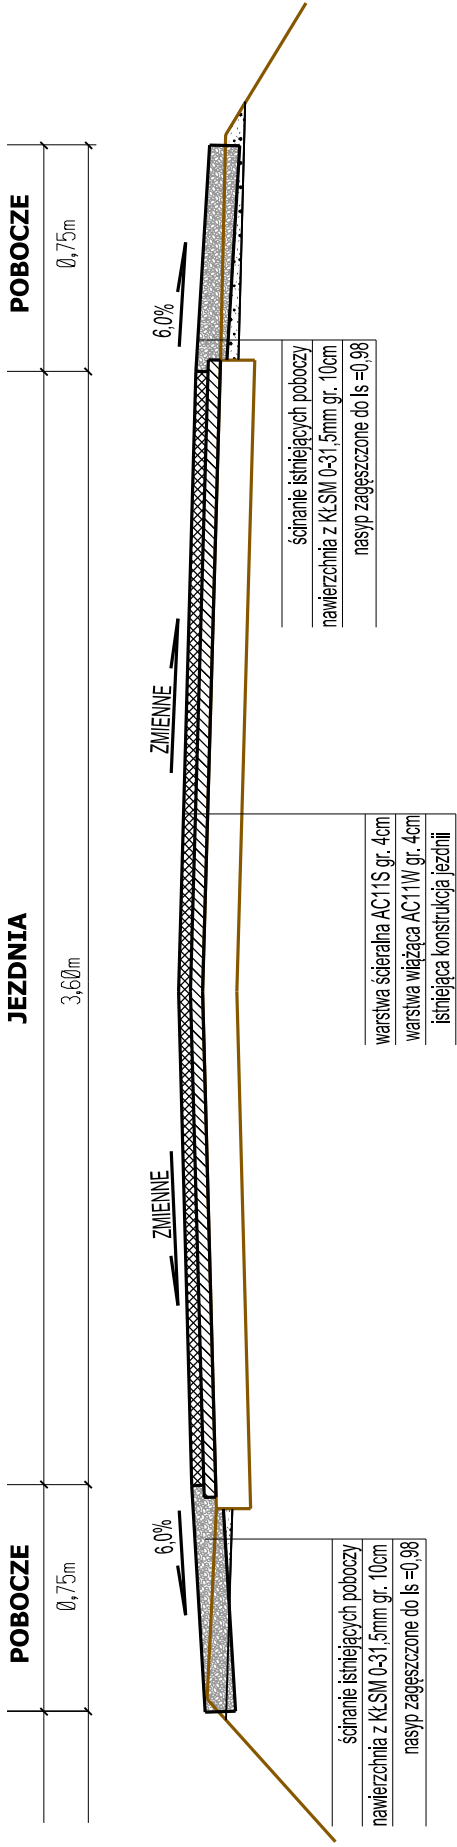 POBOCZE
JEZDNIA
POBOCZE
0,75m
3,60m
0,75m
6,0%
ZMIENNE
ZMIENNE
6,0%
ścinanie istniejących poboczy
nawierzchnia z KŁSM 0-31,5mm gr. 10cm
nasyp zagęszczone do Is =0,98
warstwa ścieralna AC11S gr. 4cm
warstwa wiążąca AC11W gr. 4cm
istniejąca konstrukcja jezdnii
ścinanie istniejących poboczy
nawierzchnia z KŁSM 0-31,5mm gr. 10cm
nasyp zagęszczone do Is =0,98